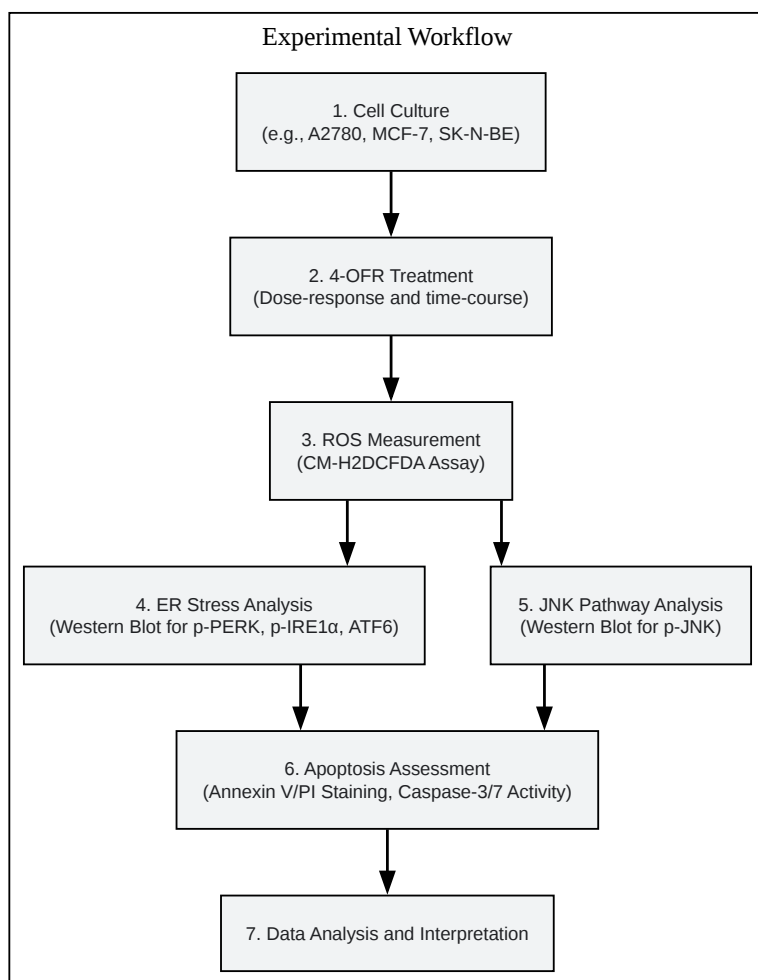 Experimental Workflow
1. Cell Culture
(e.g., A2780, MCF-7, SK-N-BE)
2. 4-OFR Treatment
(Dose-response and time-course)
3. ROS Measurement
(CM-H2DCFDA Assay)
4. ER Stress Analysis
(Western Blot for p-PERK, p-IRE1α, ATF6)
5. JNK Pathway Analysis
(Western Blot for p-JNK)
6. Apoptosis Assessment
(Annexin V/PI Staining, Caspase-3/7 Activity)
7. Data Analysis and Interpretation